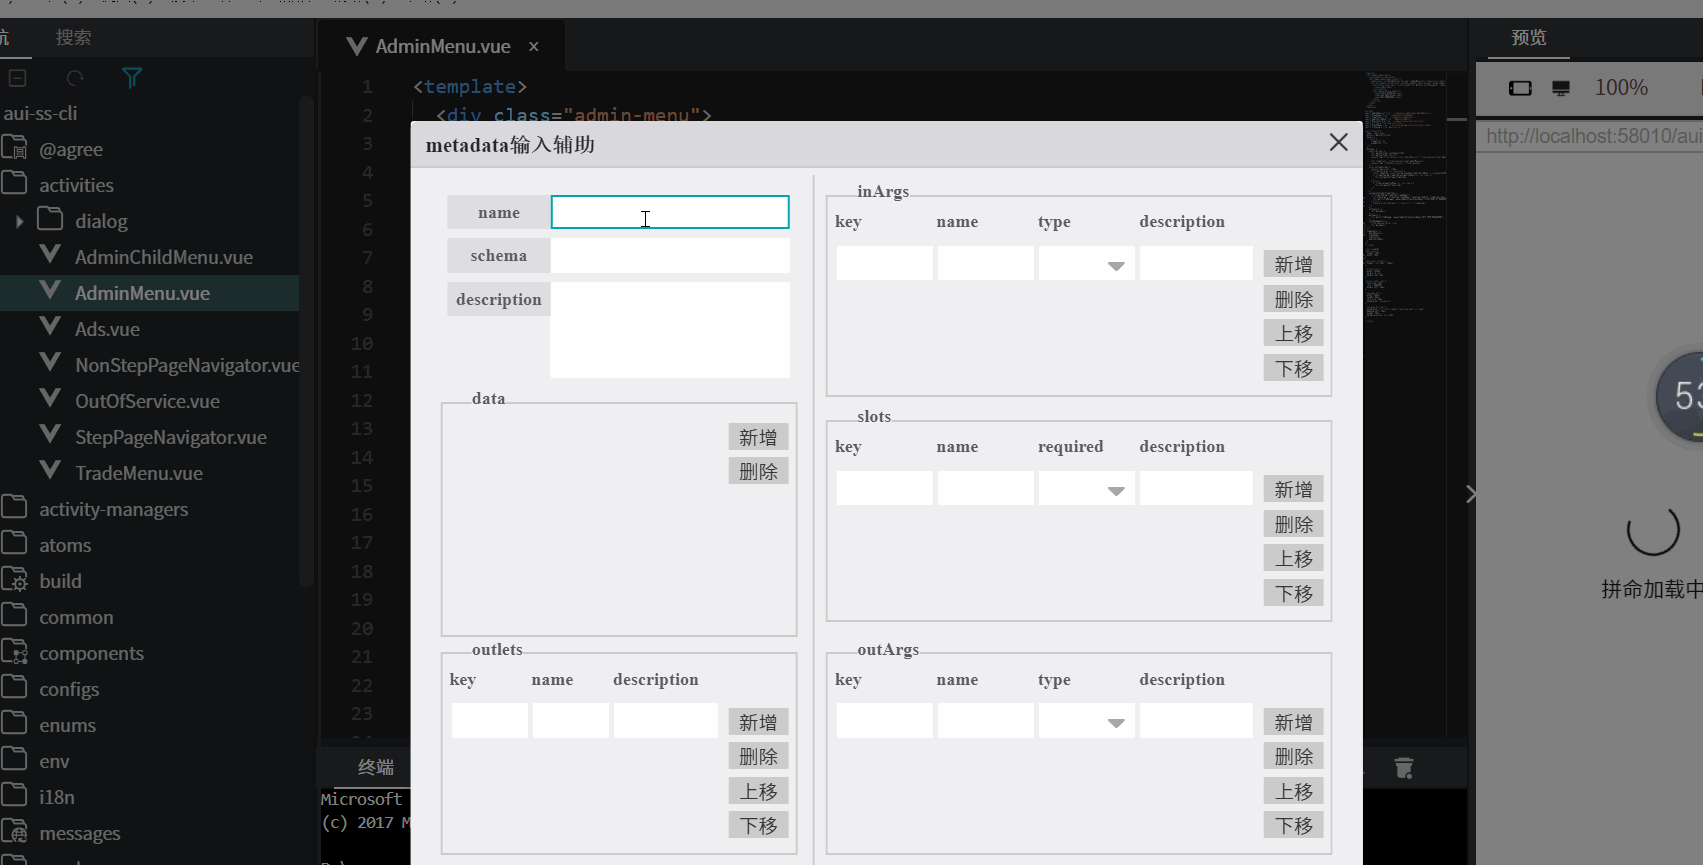 航
搜索
aui-ss-cli
@agree
activities
dialog
AdminChildMenu.vue
AdminMenu.vue
Ads.vue
NonStepPageNavigator.vue
OutOfService.vue
StepPageNavigator.vue
TradeMenu.vue
activity-managers
atoms
build
common
components
configs
enums
env
i18n
messages
AdminMenu.vue ×
1 <template>
2 <div class="admin-menu">
3
4
5
6
7
8
9
10
11
12
13
14
15
16
17
18
19
20
21
22
23
终端
Microsoft
(c) 2017 M
metadata输入辅助
name
schema
description
data
新增
删除
outlets
key name description
新增
删除
上移
下移
inArgs
key name type description
新增
删除
上移
下移
slots
key name required description
新增
删除
上移
下移
outArgs
key name type description
新增
删除
上移
下移
预览
100%
http://localhost:58010/aui
53
拼命加载中